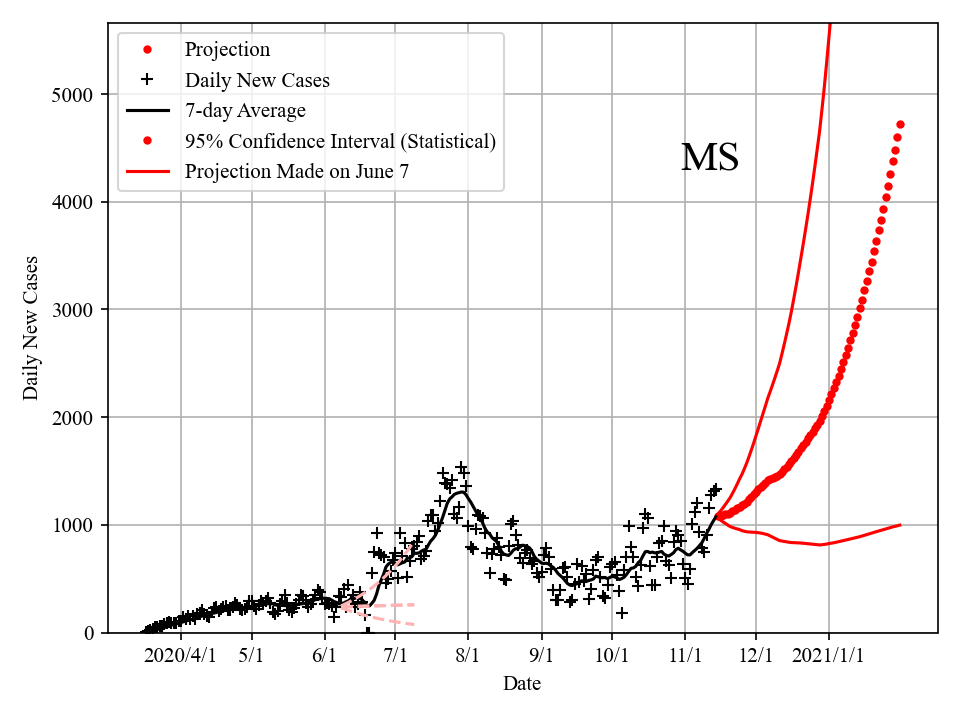 Projection
Daily New Cases
7-day Average
95% Confidence Interval (Statistical)
Projection Made on June 7
MS
Daily New Cases
5000
4000
3000
2000
1000
0
2020/4/1 5/1 6/1 7/1 8/1 9/1 10/1 11/1 12/1 2021/1/1
Date